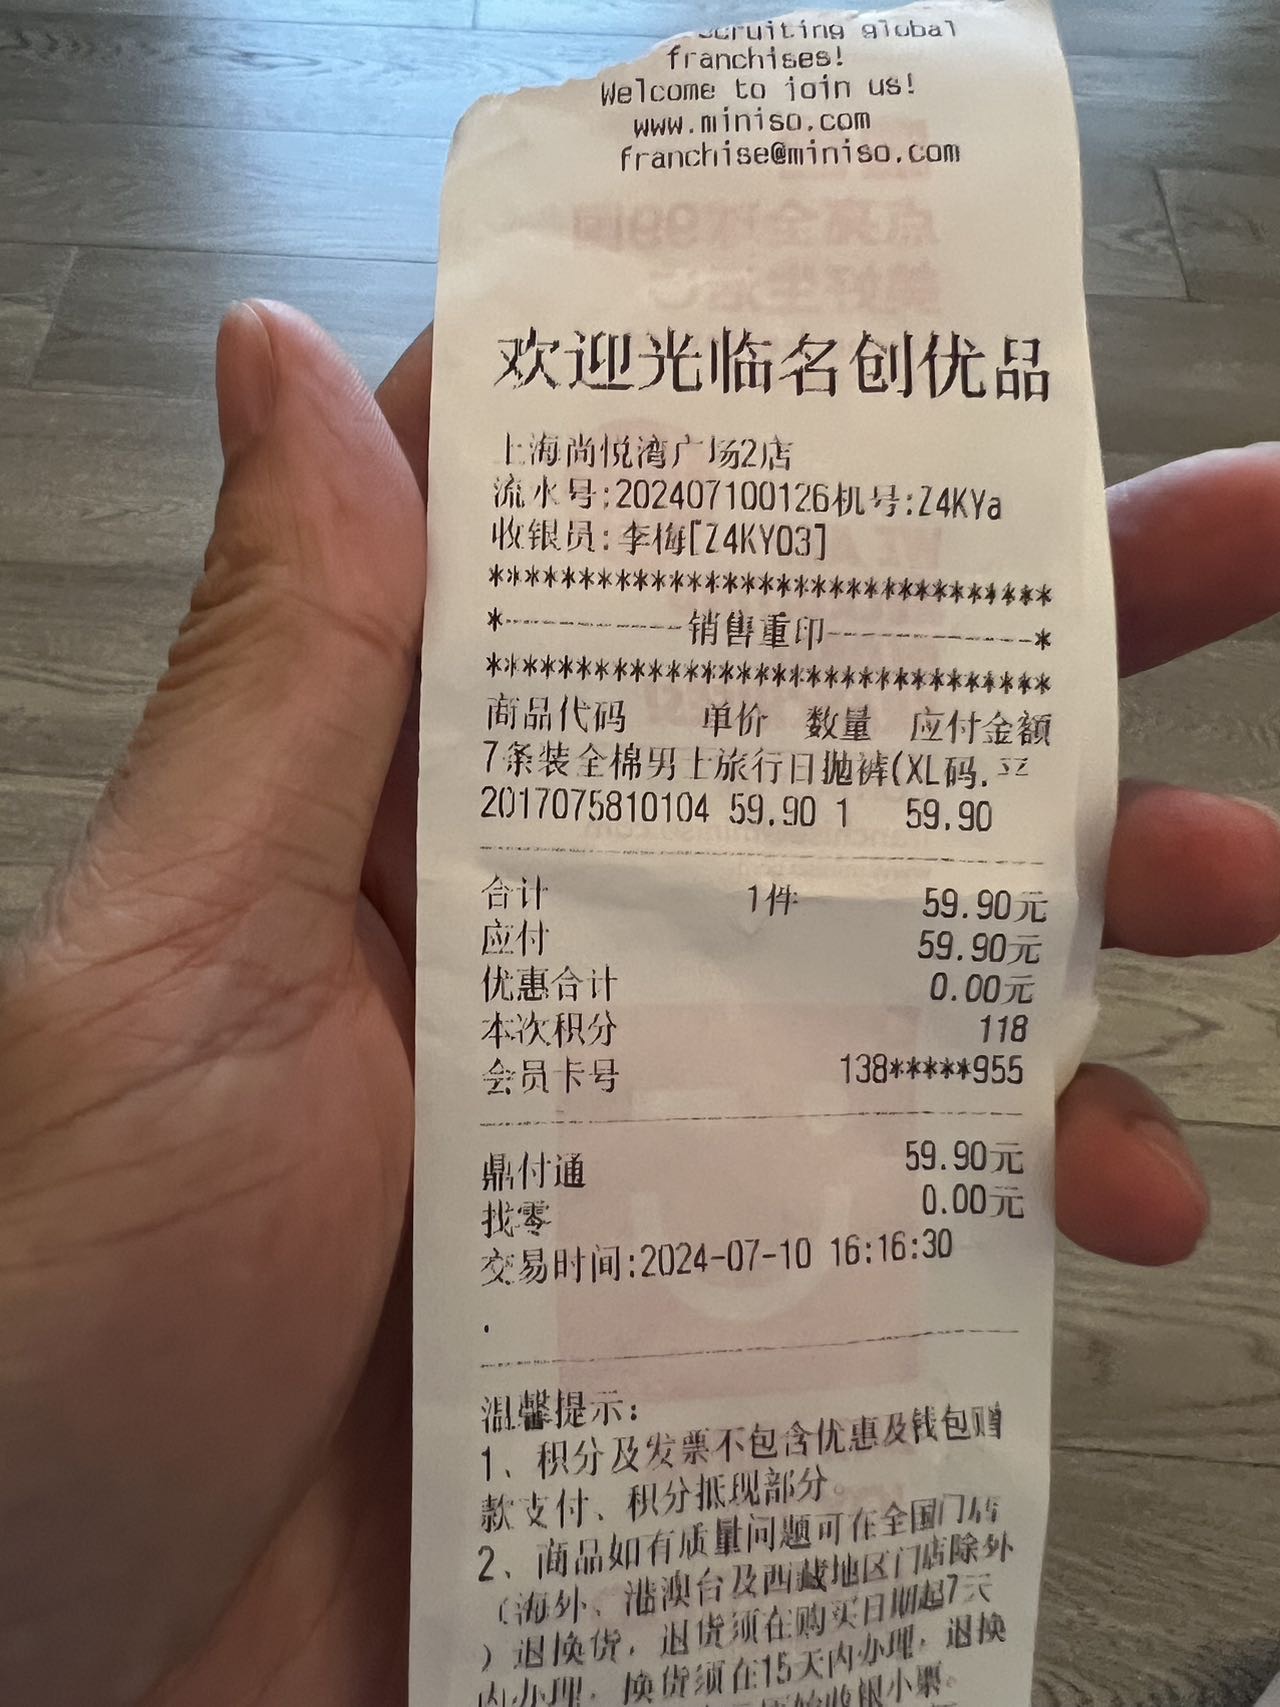 cruiting global
franchises!
Welcome to join us!
www.miniso.com
franchise@miniso.com
欢迎光临名创优品
上海尚悦湾广场2店
流水号:202407100126机号:Z4KYa
收银员:李梅[Z4KY03]
*******************************
*----------销售重印-----------*
*******************************
商品代码 单价 数量 应付金额
7条装全棉男士旅行日抛裤(XL码,平
2017075810104 59.90 1 59.90
合计 1件 59.90元
应付 59.90元
优惠合计 0.00元
本次积分 118
会员卡号 138*****955
鼎付通 59.90元
找零 0.00元
交易时间:2024-07-10 16:16:30
.
温馨提示:
1、积分及发票不包含优惠及钱包赠
款支付、积分抵现部分。
2、商品如有质量问题可在全国门店
(海外、港澳台及西藏地区门店除外
)退换货,退货须在购买日期起7天
内办理,换货须在15天内办理,退换
收银小票。